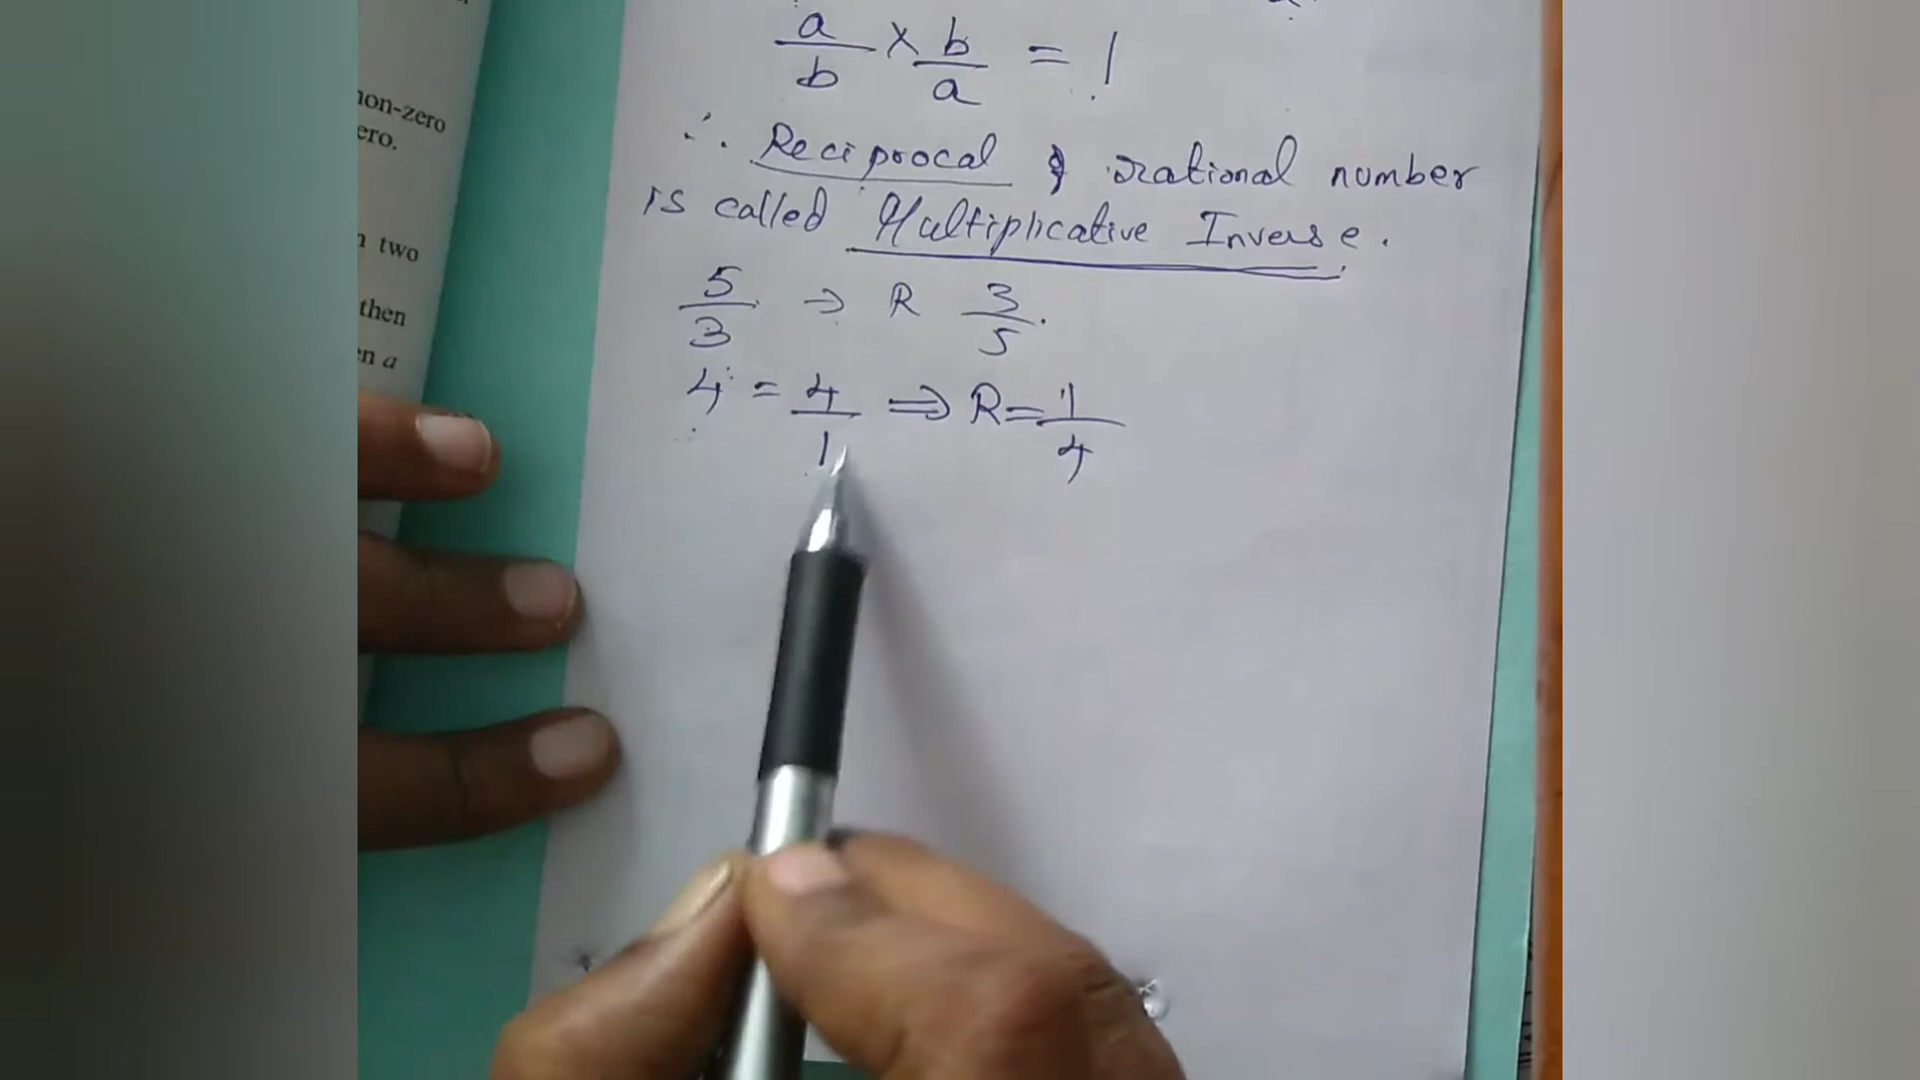 non-zero
ero.
n two
then
en a
a/b × b/a = 1
∴ Reciprocal of rational number
is called Multiplicative Inverse.
5/3 ⇒ R 3/5.
4 = 4/1 ⇒ R = 1/4